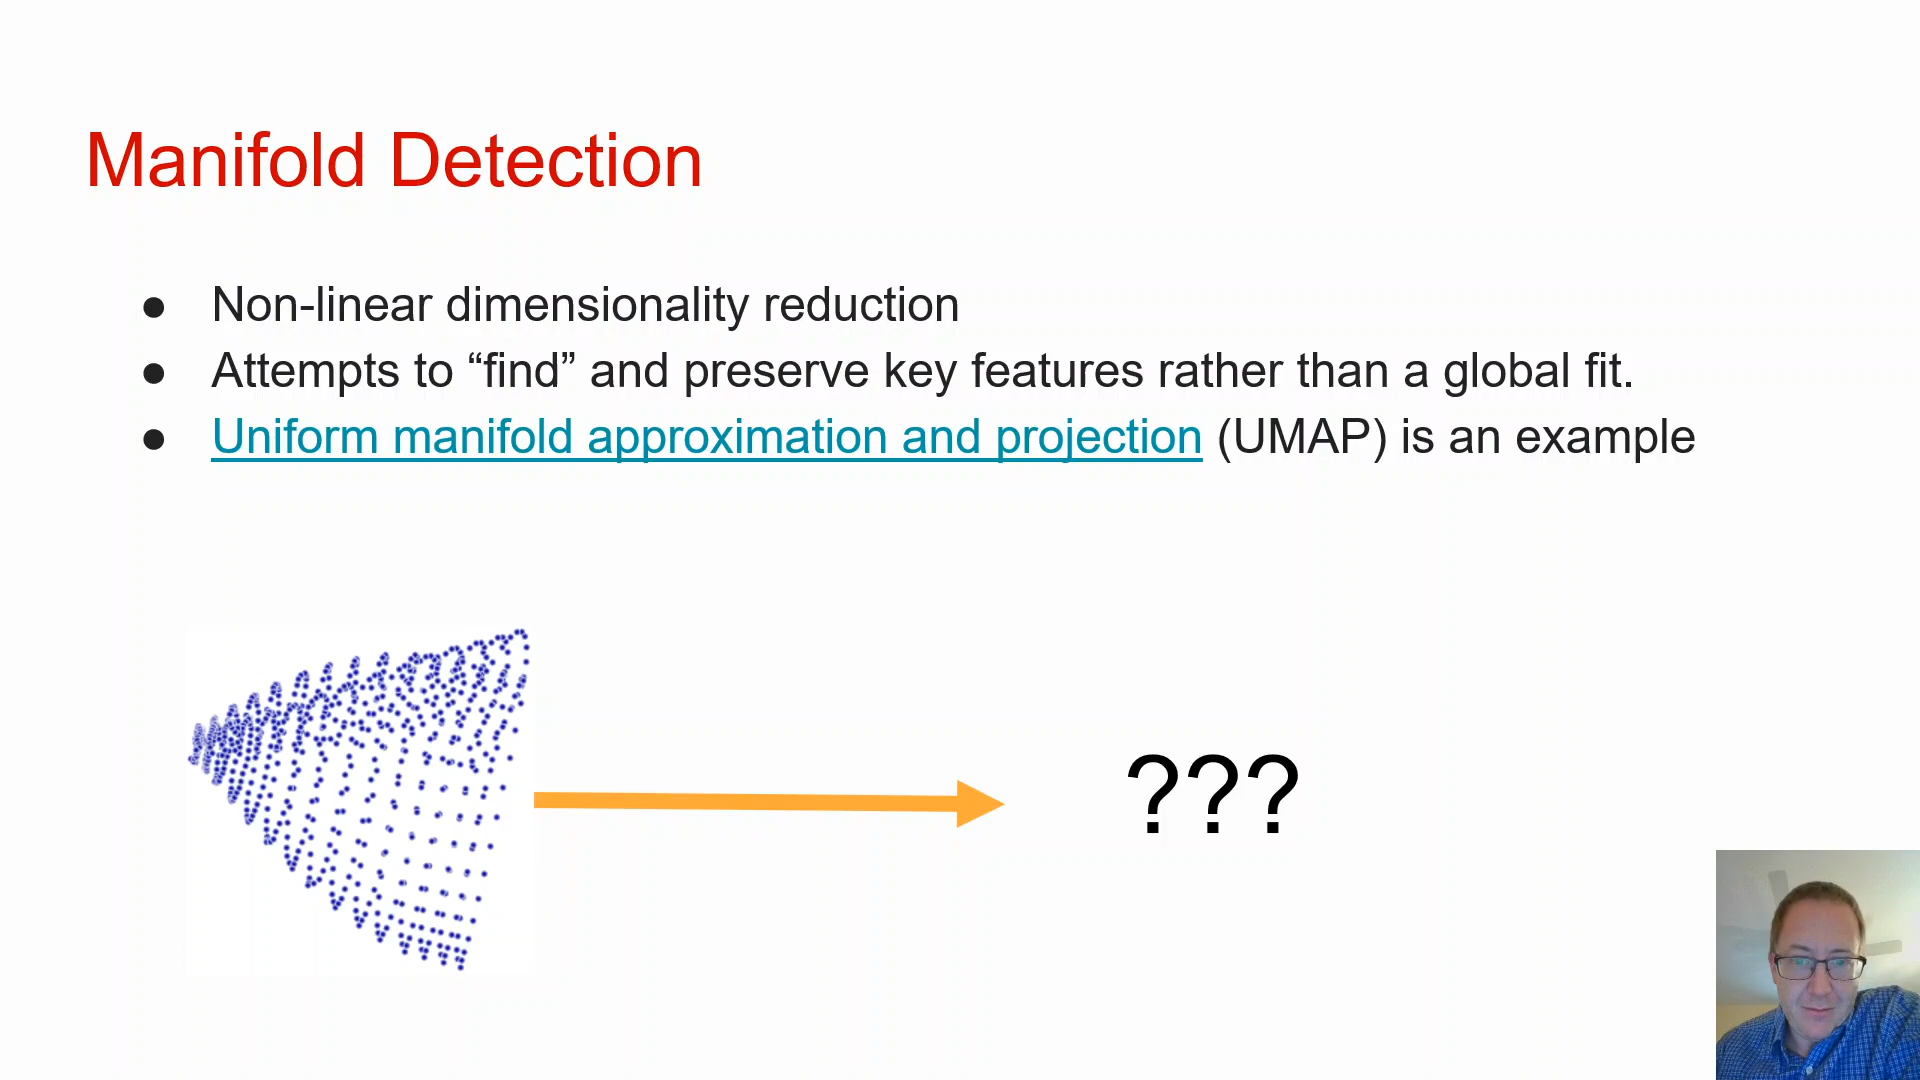 Manifold Detection
● Non-linear dimensionality reduction
● Attempts to “find” and preserve key features rather than a global fit.
● Uniform manifold approximation and projection (UMAP) is an example
???